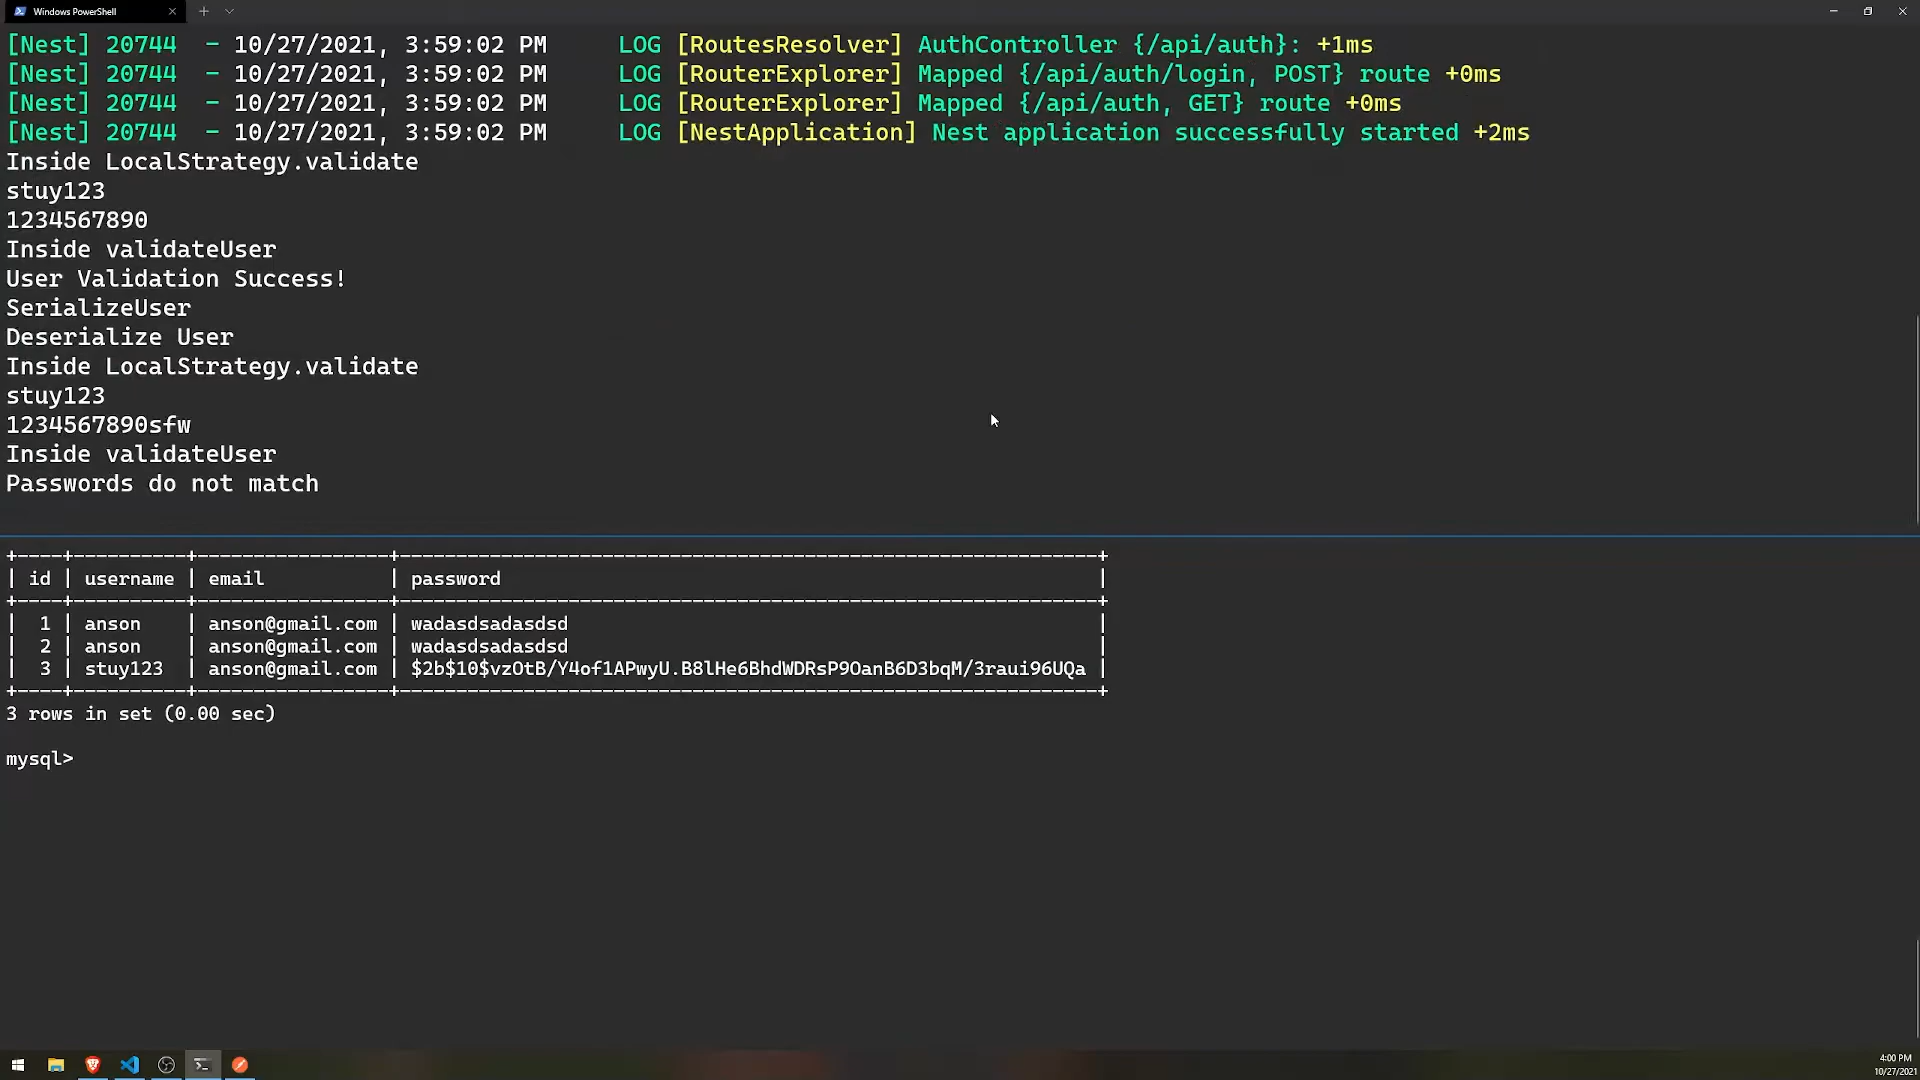 Windows PowerShell
[Nest] 20744  - 10/27/2021, 3:59:02 PM     LOG [RoutesResolver] AuthController {/api/auth}: +1ms
[Nest] 20744  - 10/27/2021, 3:59:02 PM     LOG [RouterExplorer] Mapped {/api/auth/login, POST} route +0ms
[Nest] 20744  - 10/27/2021, 3:59:02 PM     LOG [RouterExplorer] Mapped {/api/auth, GET} route +0ms
[Nest] 20744  - 10/27/2021, 3:59:02 PM     LOG [NestApplication] Nest application successfully started +2ms
Inside LocalStrategy.validate
stuy123
1234567890
Inside validateUser
User Validation Success!
SerializeUser
Deserialize User
Inside LocalStrategy.validate
stuy123
1234567890sfw
Inside validateUser
Passwords do not match
+----+----------+-----------------+--------------------------------------------------------------+
| id | username | email           | password                                                     |
+----+----------+-----------------+--------------------------------------------------------------+
|  1 | anson    | anson@gmail.com | wadasdsadasdsd                                               |
|  2 | anson    | anson@gmail.com | wadasdsadasdsd                                               |
|  3 | stuy123  | anson@gmail.com | $2b$10$vzOtB/Y4of1APwyU.B8lHe6BhdWDRsP9OanB6D3bqM/3raui96UQa |
+----+----------+-----------------+--------------------------------------------------------------+
3 rows in set (0.00 sec)
mysql>
4:00 PM
10/27/2021